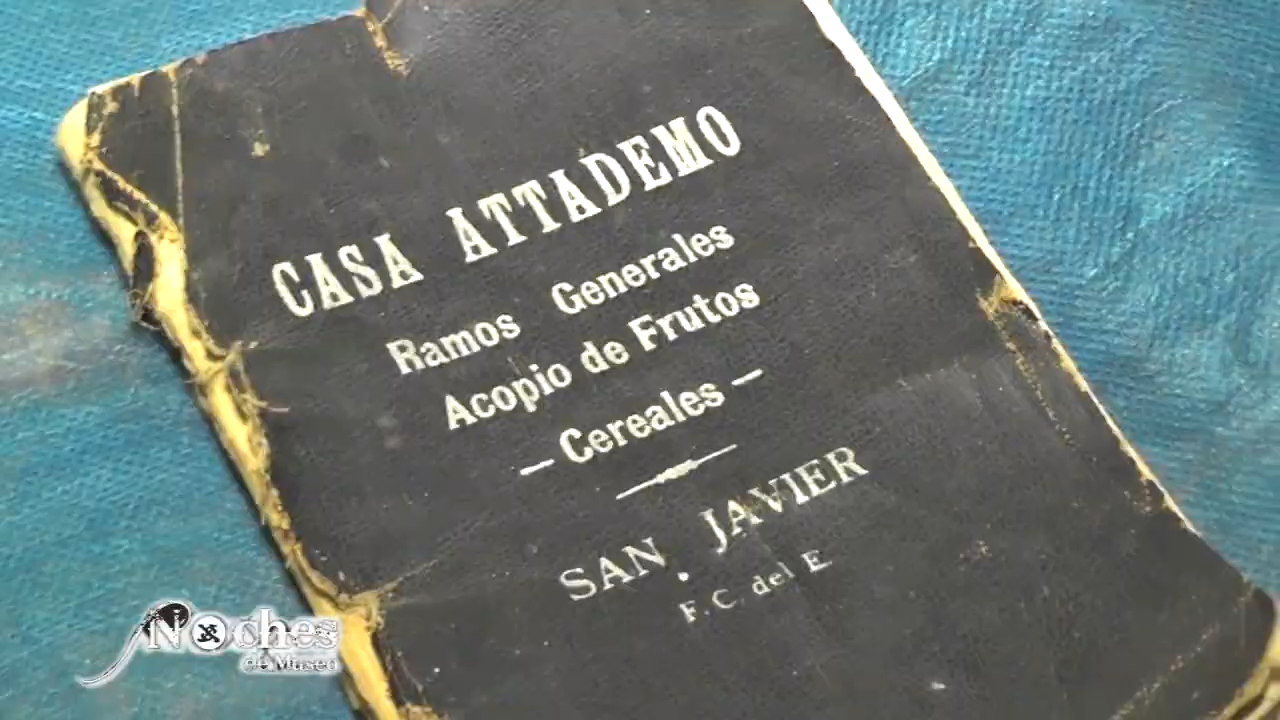 CASA ATTADEMO
Ramos Generales
Acopio de Frutos
— Cereales —
SAN. JAVIER
F. C. del E.
Noches
de Museo